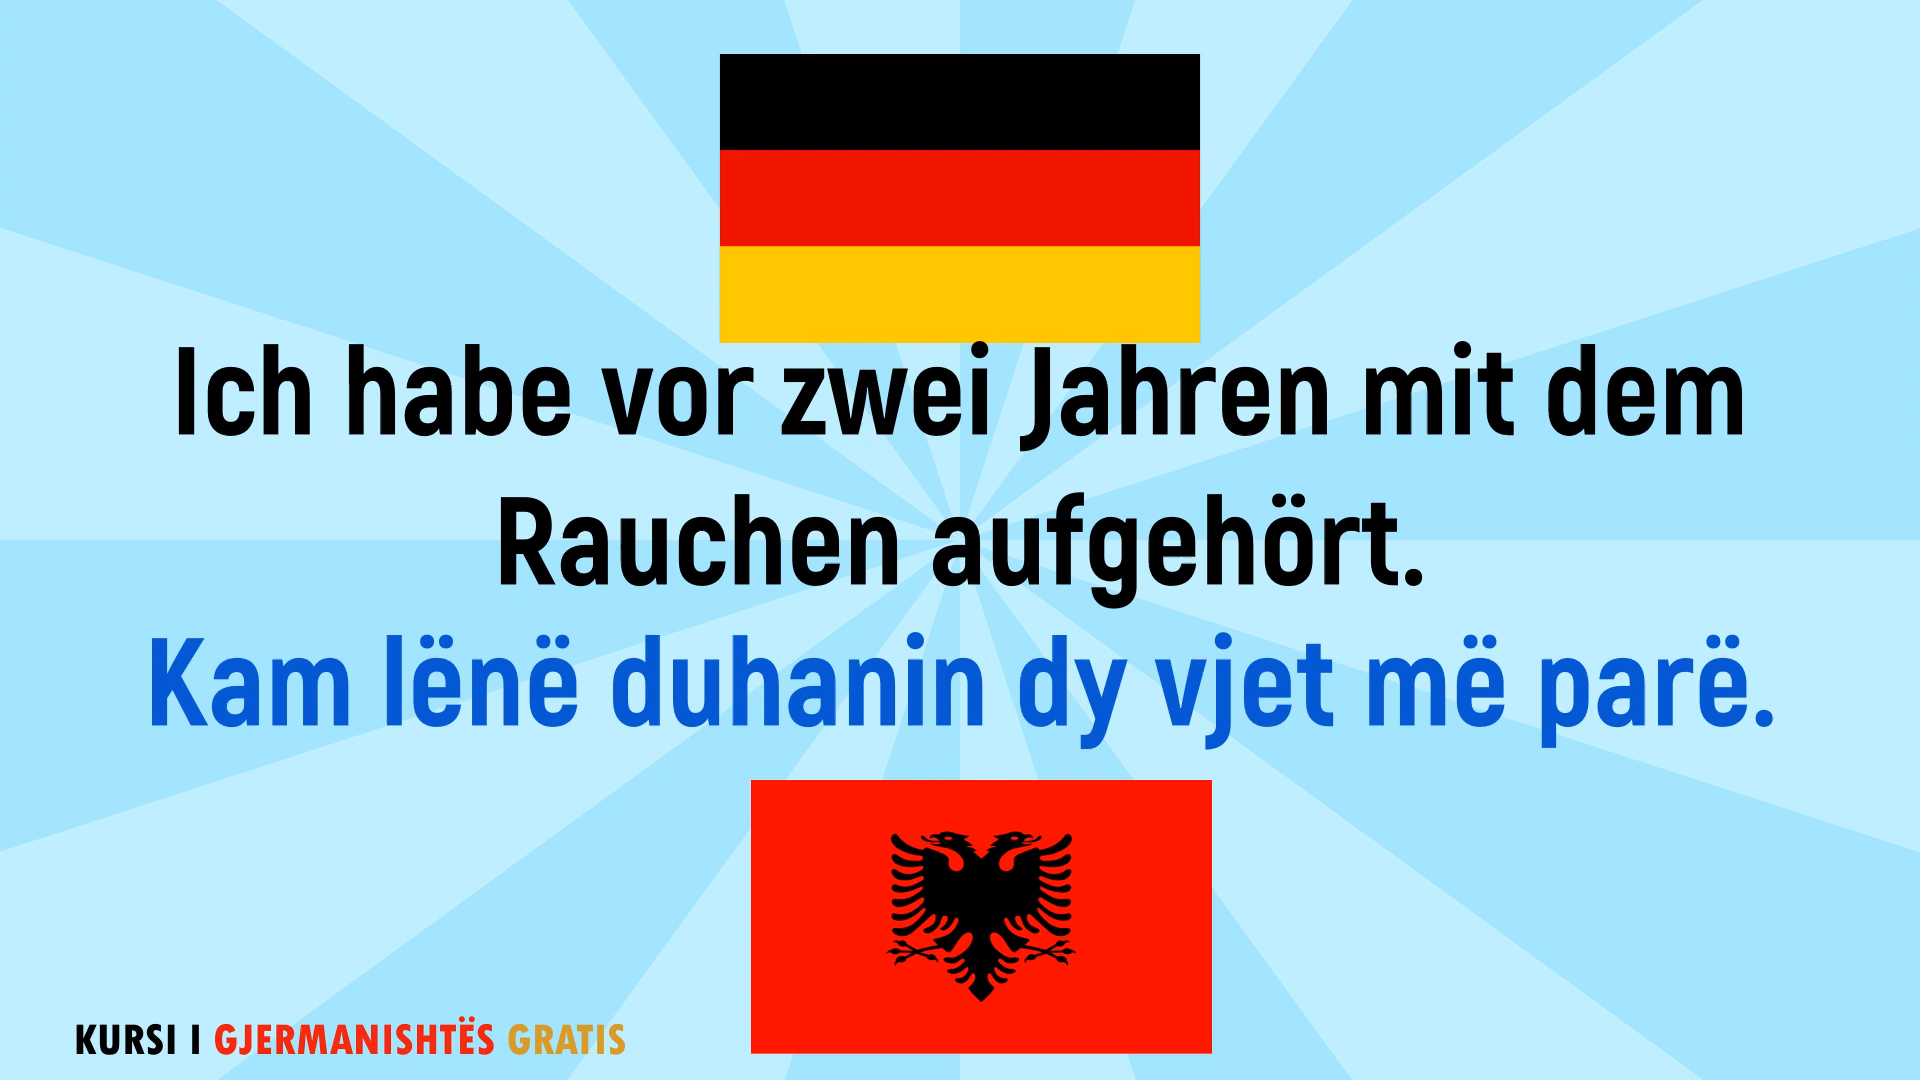 Ich habe vor zwei Jahren mit dem
Rauchen aufgehört.
Kam lënë duhanin dy vjet më parë.
KURSI I GJERMANISHTËS GRATIS